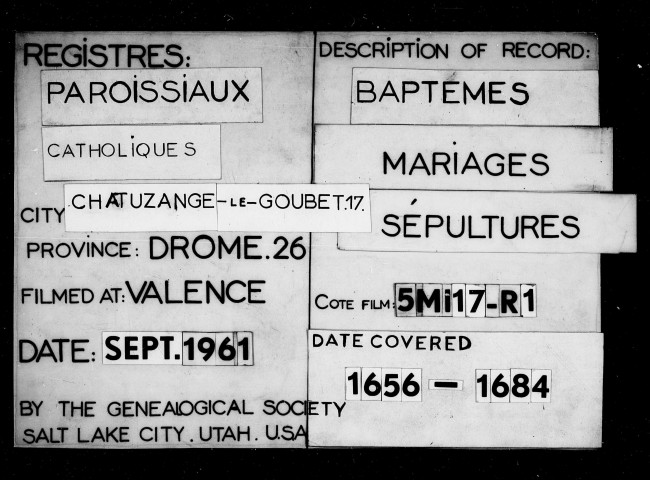 REGISTRES:
PAROISSIAUX
CATHOLIQUES
CITY CHATUZANGE-LE-GOUBET.17.
PROVINCE: DROME.26
FILMED AT: VALENCE
DATE: SEPT.1961
BY THE GENEALOGICAL SOCIETY
SALT LAKE CITY. UTAH. U.SA
DESCRIPTION OF RECORD:
BAPTEMES
MARIAGES
SÉPULTURES
COTE FILM: 5Mi17-R1
DATE COVERED
1656 - 1684